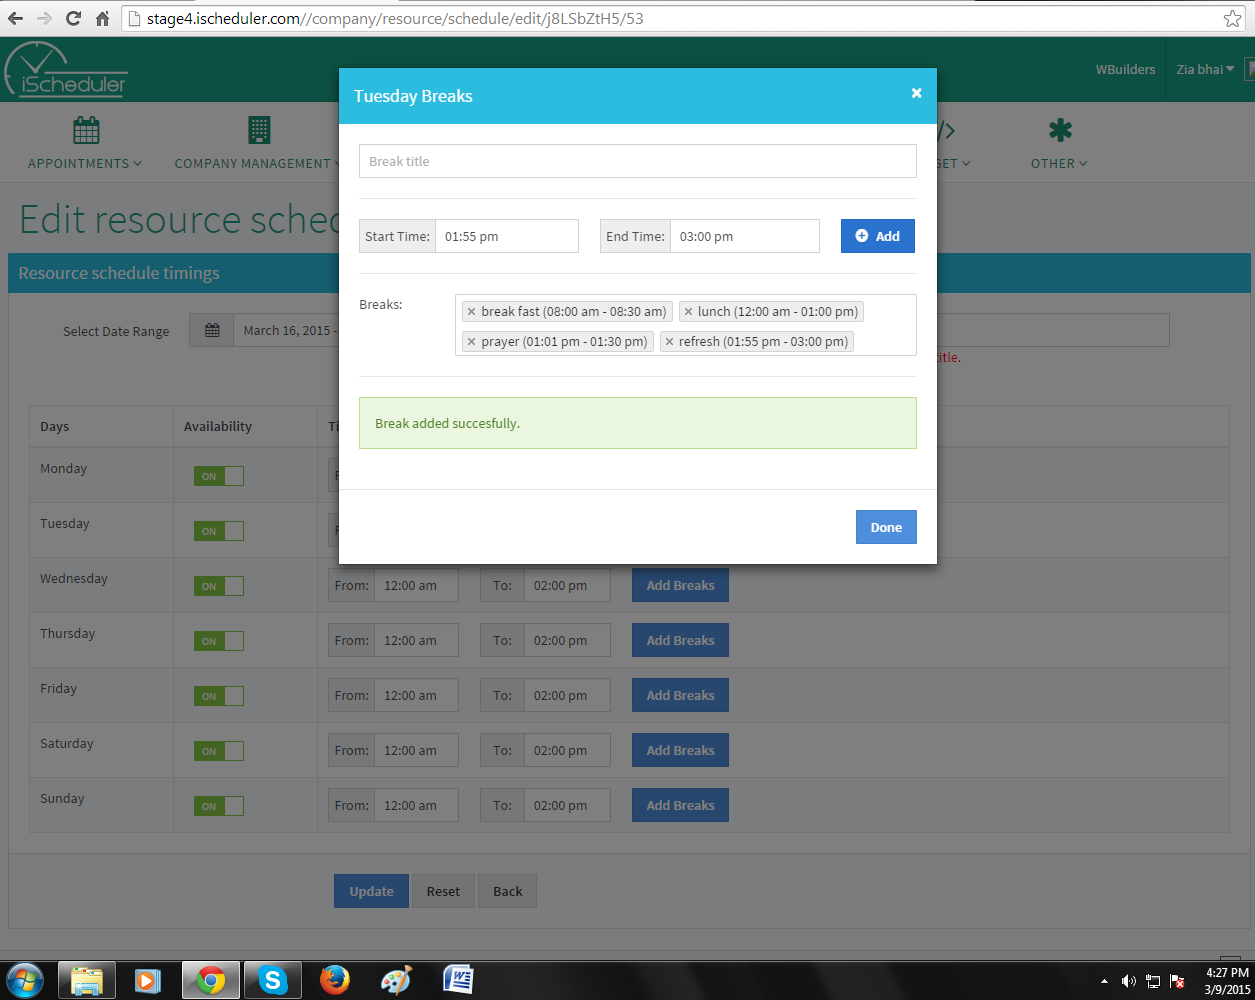 stage4.ischeduler.com//company/resource/schedule/edit/j8LSbZtH5/53
iScheduler
WBuilders Zia bhai
Tuesday Breaks
APPOINTMENTS COMPANY MANAGEMENT OTHER
Break title
Edit resource
Start Time: 01:55 pm End Time: 03:00 pm Add
Resource schedule timings
Breaks: break fast (08:00 am - 08:30 am) lunch (12:00 am - 01:00 pm)
Select Date Range March 16, 2015 -
prayer (01:01 pm - 01:30 pm) refresh (01:55 pm - 03:00 pm)
title.
Break added succesfully.
Days Availability
Monday ON
Tuesday ON
Done
Wednesday ON From: 12:00 am To: 02:00 pm Add Breaks
Thursday ON From: 12:00 am To: 02:00 pm Add Breaks
Friday ON From: 12:00 am To: 02:00 pm Add Breaks
Saturday ON From: 12:00 am To: 02:00 pm Add Breaks
Sunday ON From: 12:00 am To: 02:00 pm Add Breaks
Update Reset Back
4:27 PM
3/9/2015